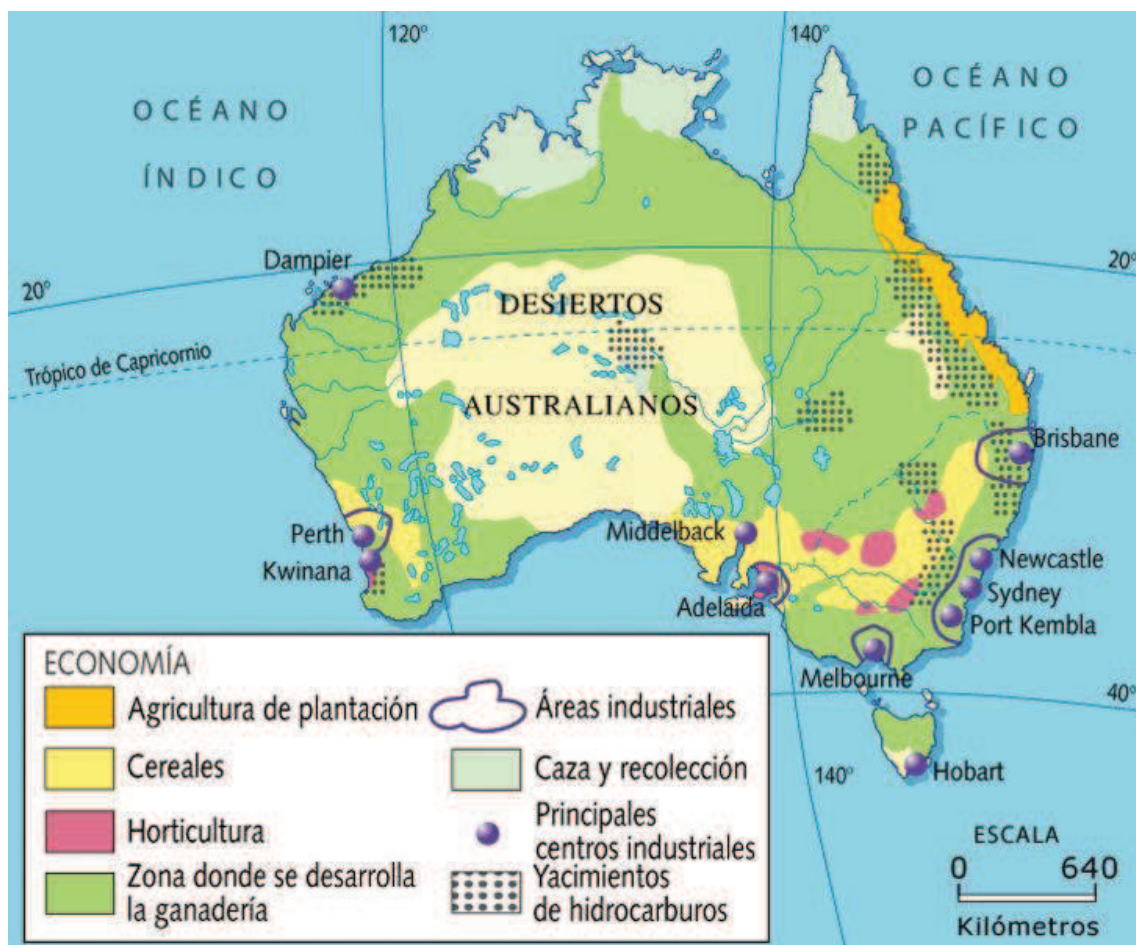 120°
140°
OCÉANO
ÍNDICO
OCÉANO
PACÍFICO
Dampier
20°
20°
DESIERTOS
Trópico de Capricornio
AUSTRALIANOS
Brisbane
Perth
Middelback
Newcastle
Kwinana
Sydney
Adelaida
Port Kembla
Melbourne
40°
140°
Hobart
ECONOMÍA
Agricultura de plantación
Cereales
Horticultura
Zona donde se desarrolla
la ganadería
Áreas industriales
Caza y recolección
Principales
centros industriales
Yacimientos
de hidrocarburos
ESCALA
0 640
Kilómetros